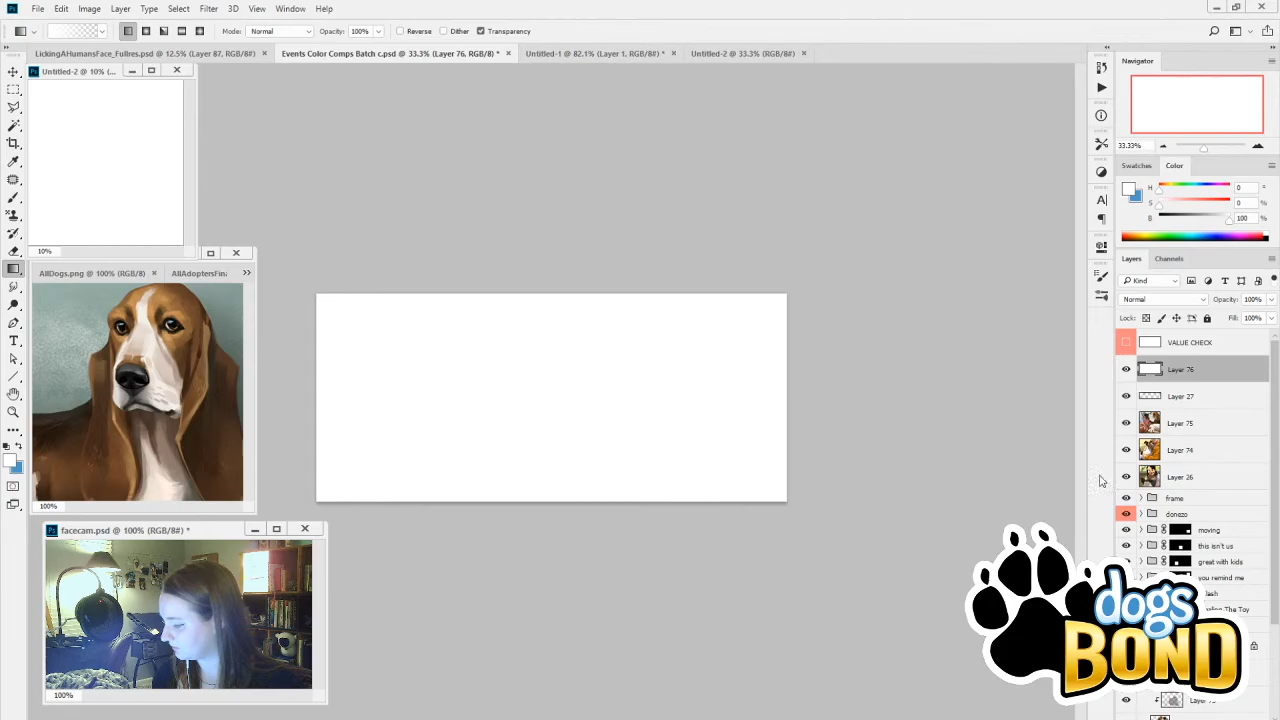 File Edit Image Layer Type Select Filter 3D View Window Help
Mode: Normal Opacity: 100% Reverse Dither Transparency
LickingAHumansFace_Fullres.psd @ 12.5% (Layer 87, RGB/8#) × Events Color Comps Batch c.psd @ 33.3% (Layer 76, RGB/8) * × Untitled-1 @ 82.1% (Layer 1, RGB/8#) * × Untitled-2 @ 33.3% (RGB/8#) ×
Untitled-2 @ 10% (...
10%
AllDogs.png @ 100% (RGB/8) × AllAdoptersFin
100%
facecam.psd @ 100% (RGB/8#) *
100%
Navigator
33.33%
Swatches Color
H 0 °
S 0 %
B 100 %
Layers Channels
Kind
Normal Opacity: 100%
Lock: Fill: 100%
VALUE CHECK
Layer 76
Layer 27
Layer 75
Layer 74
Layer 26
frame
donezo
moving
this isn't us
great with kids
you remind me
dogs
BOND